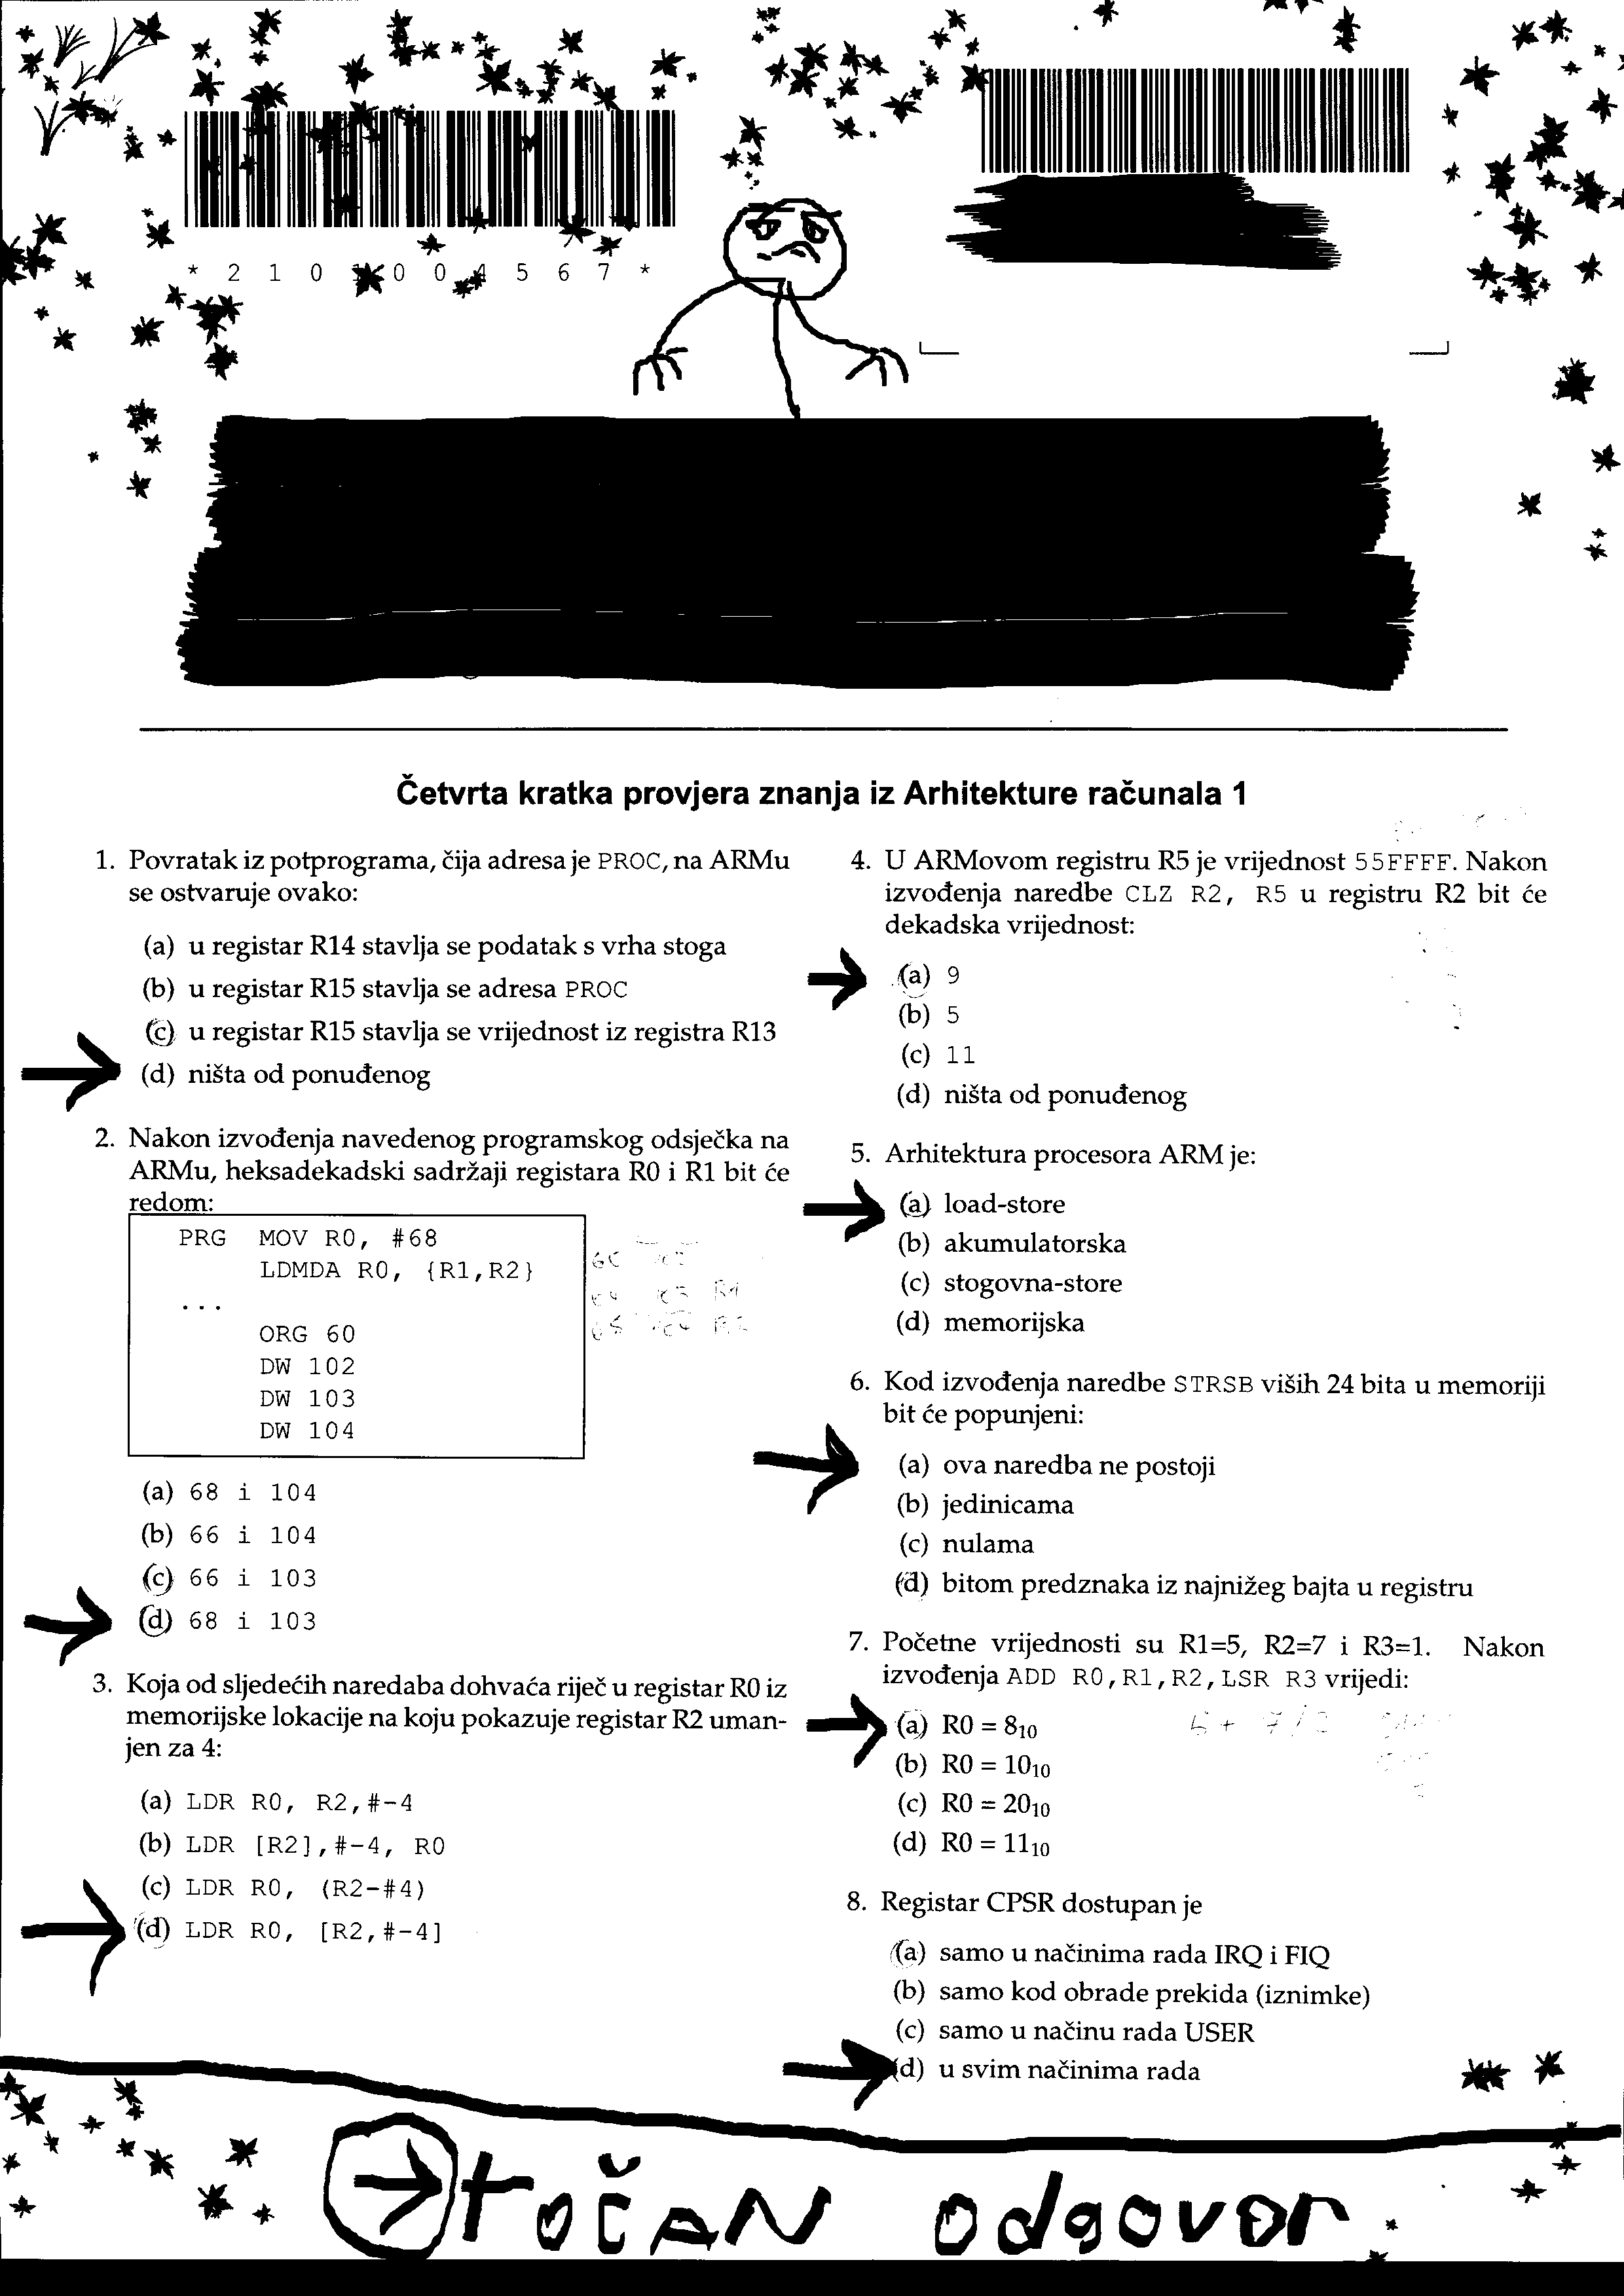 * 2 1 0 1 0 0 4 5 6 7 *
Četvrta kratka provjera znanja iz Arhitekture računala 1
1. Povratak iz potprograma, čija adresa je PROC, na ARMu
se ostvaruje ovako:
(a) u registar R14 stavlja se podatak s vrha stoga
(b) u registar R15 stavlja se adresa PROC
(c) u registar R15 stavlja se vrijednost iz registra R13
(d) ništa od ponuđenog
2. Nakon izvođenja navedenog programskog odsječka na
ARMu, heksadekadski sadržaji registara R0 i R1 bit će
redom:
PRG MOV R0, #68
LDMDA R0, {R1,R2}
...
ORG 60
DW 102
DW 103
DW 104
(a) 68 i 104
(b) 66 i 104
(c) 66 i 103
(d) 68 i 103
3. Koja od sljedećih naredaba dohvaća riječ u registar R0 iz
memorijske lokacije na koju pokazuje registar R2 uman-
jen za 4:
(a) LDR R0, R2,#-4
(b) LDR [R2],#-4, R0
(c) LDR R0, (R2-#4)
(d) LDR R0, [R2,#-4]
4. U ARMovom registru R5 je vrijednost 55FFFF. Nakon
izvođenja naredbe CLZ R2, R5 u registru R2 bit će
dekadska vrijednost:
(a) 9
(b) 5
(c) 11
(d) ništa od ponuđenog
5. Arhitektura procesora ARM je:
(a) load-store
(b) akumulatorska
(c) stogovna-store
(d) memorijska
6. Kod izvođenja naredbe STRSB viših 24 bita u memoriji
bit će popunjeni:
(a) ova naredba ne postoji
(b) jedinicama
(c) nulama
(d) bitom predznaka iz najnižeg bajta u registru
7. Početne vrijednosti su R1=5, R2=7 i R3=1. Nakon
izvođenja ADD R0,R1,R2,LSR R3 vrijedi:
(a) R0 = 8₁₀
(b) R0 = 10₁₀
(c) R0 = 20₁₀
(d) R0 = 11₁₀
8. Registar CPSR dostupan je
(a) samo u načinima rada IRQ i FIQ
(b) samo kod obrade prekida (iznimke)
(c) samo u načinu rada USER
(d) u svim načinima rada
→ točan odgovor